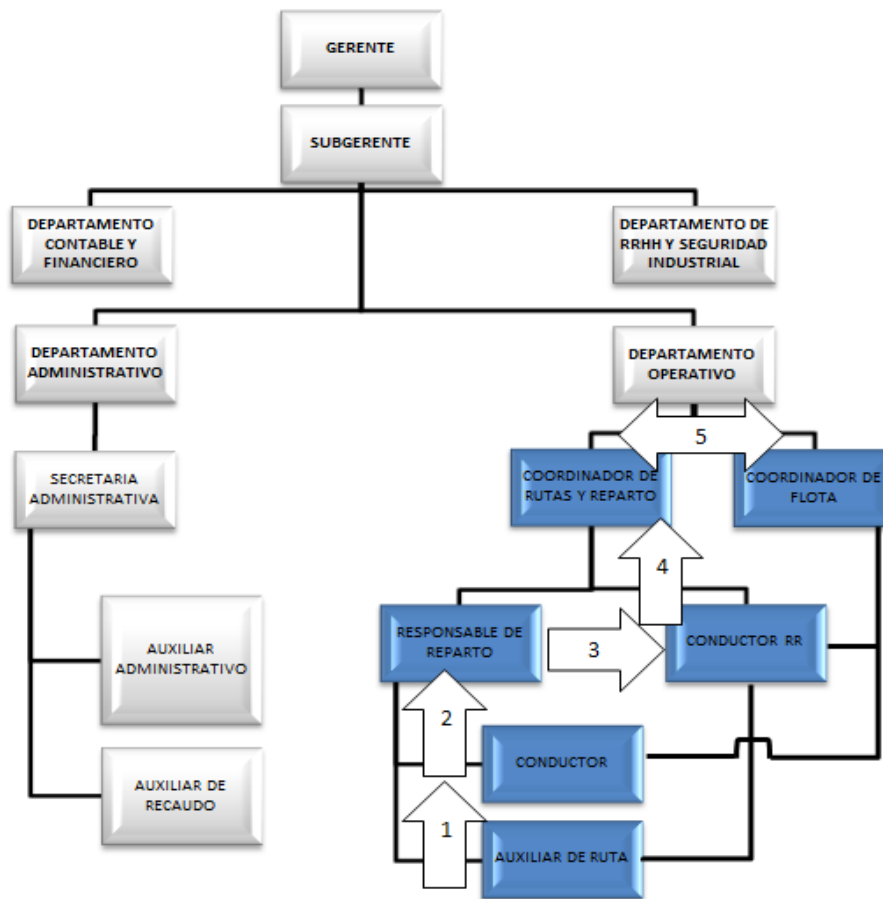 GERENTE
SUBGERENTE
DEPARTAMENTO
CONTABLE Y
FINANCIERO
DEPARTAMENTO DE
RRHH Y SEGURIDAD
INDUSTRIAL
DEPARTAMENTO
ADMINISTRATIVO
DEPARTAMENTO
OPERATIVO
5
SECRETARIA
ADMINISTRATIVA
COORDINADOR DE
RUTAS Y REPARTO
COORDINADOR DE
FLOTA
4
AUXILIAR
ADMINISTRATIVO
RESPONSABLE DE
REPARTO
3
CONDUCTOR RR
2
CONDUCTOR
AUXILIAR DE
RECAUDO
1
AUXILIAR DE RUTA